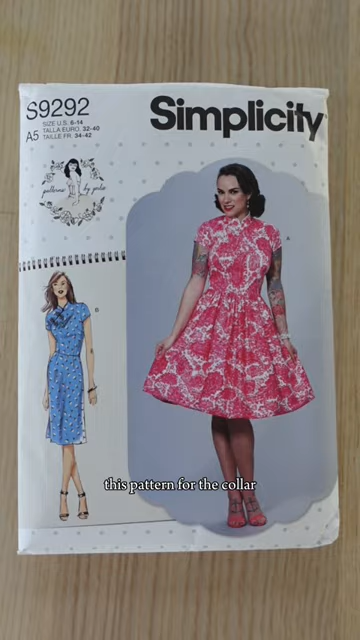 S9292
A5
SIZE U.S. 6-14
TALLA EURO. 32-40
TAILLE FR. 34-42
Simplicity
patterns by gertie
this pattern for the collar